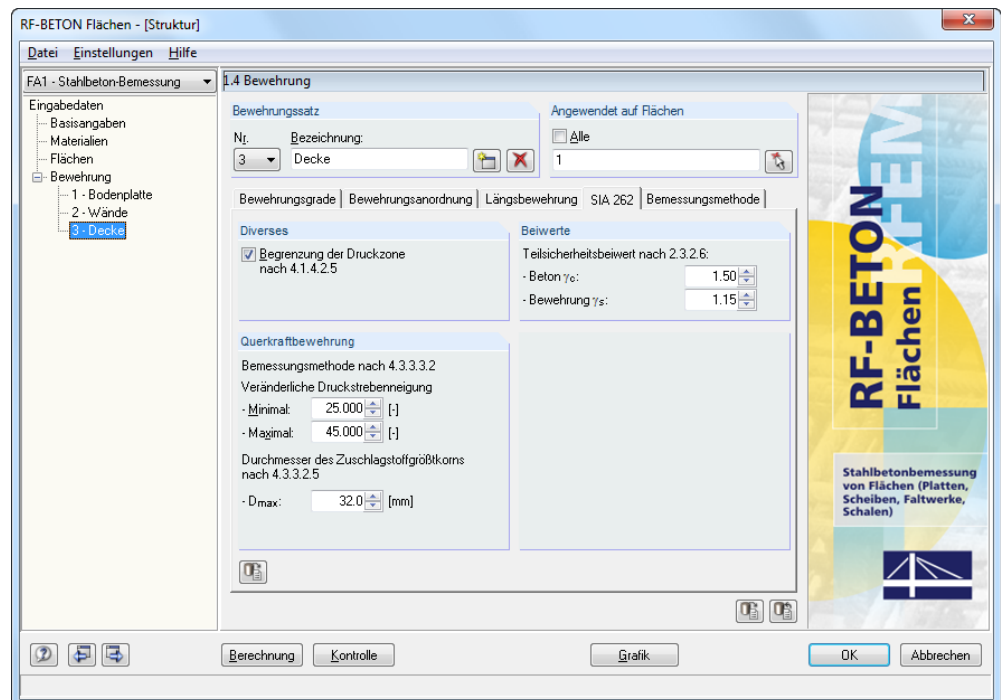 RF-BETON Flächen - [Struktur]
Datei Einstellungen Hilfe
FA1 - Stahlbeton-Bemessung
1.4 Bewehrung
Eingabedaten
Basisangaben
Materialien
Flächen
Bewehrung
1 - Bodenplatte
2 - Wände
3 - Decke
Bewehrungssatz
Nr. Bezeichnung:
3 Decke
Angewendet auf Flächen
Alle
1
Bewehrungsgrade Bewehrungsanordnung Längsbewehrung SIA 262 Bemessungsmethode
Diverses
Begrenzung der Druckzone
nach 4.1.4.2.5
Beiwerte
Teilsicherheitsbeiwert nach 2.3.2.6:
- Beton γc: 1.50
- Bewehrung γs: 1.15
Querkraftbewehrung
Bemessungsmethode nach 4.3.3.3.2
Veränderliche Druckstrebenneigung
- Minimal: 25.000 [-]
- Maximal: 45.000 [-]
Durchmesser des Zuschlagstoffgrößtkorns
nach 4.3.3.2.5
- Dmax: 32.0 [mm]
RFEM
RF-BETON
Flächen
Stahlbetonbemessung
von Flächen (Platten,
Scheiben, Faltwerke,
Schalen)
Berechnung Kontrolle Grafik OK Abbrechen